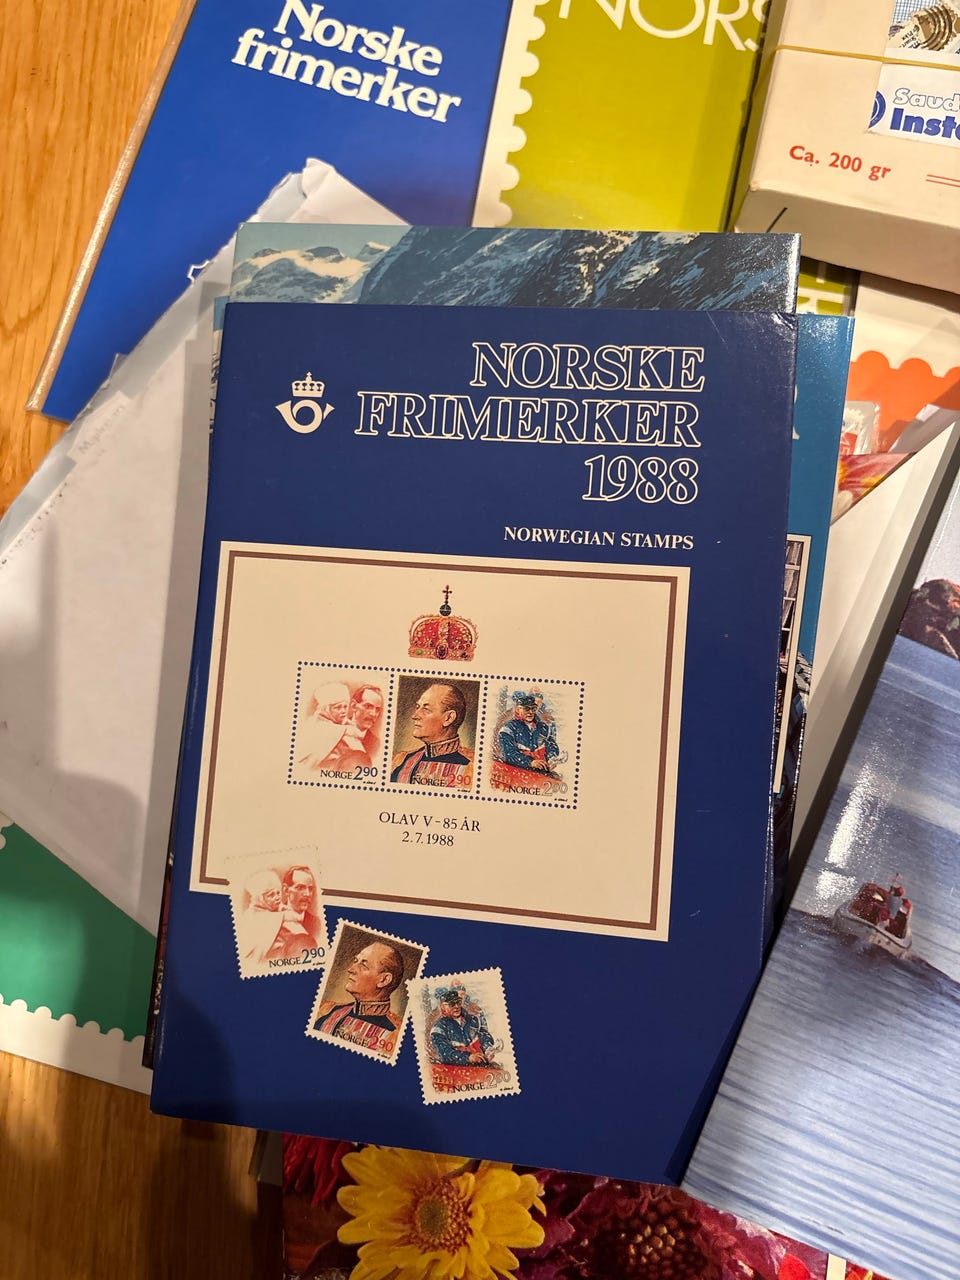 Norske
frimerker
NORS
Ca. 200 gr
NORSKE
FRIMERKER
1988
NORWEGIAN STAMPS
NORGE 2.90
NORGE 2.90
NORGE 2.90
OLAV V - 85 ÅR
2.7.1988
NORGE 2.90
NORGE 2.90
NORGE 2.90